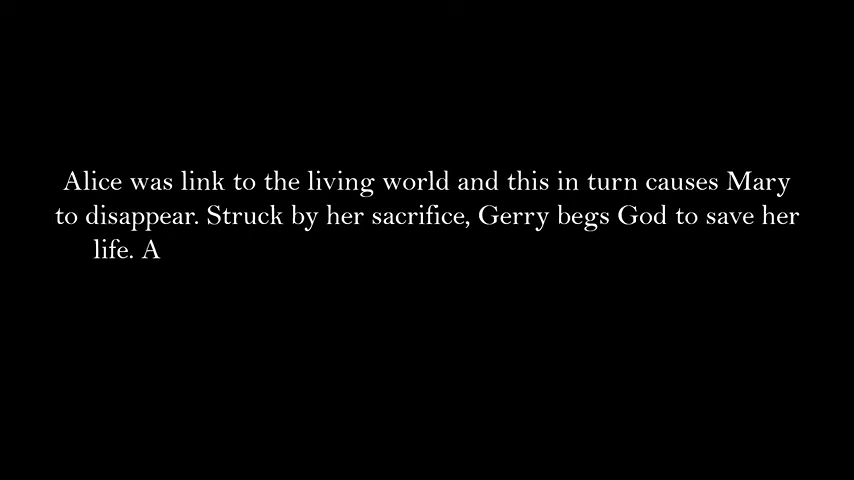 Alice was link to the living world and this in turn causes Mary
to disappear. Struck by her sacrifice, Gerry begs God to save her
life. A